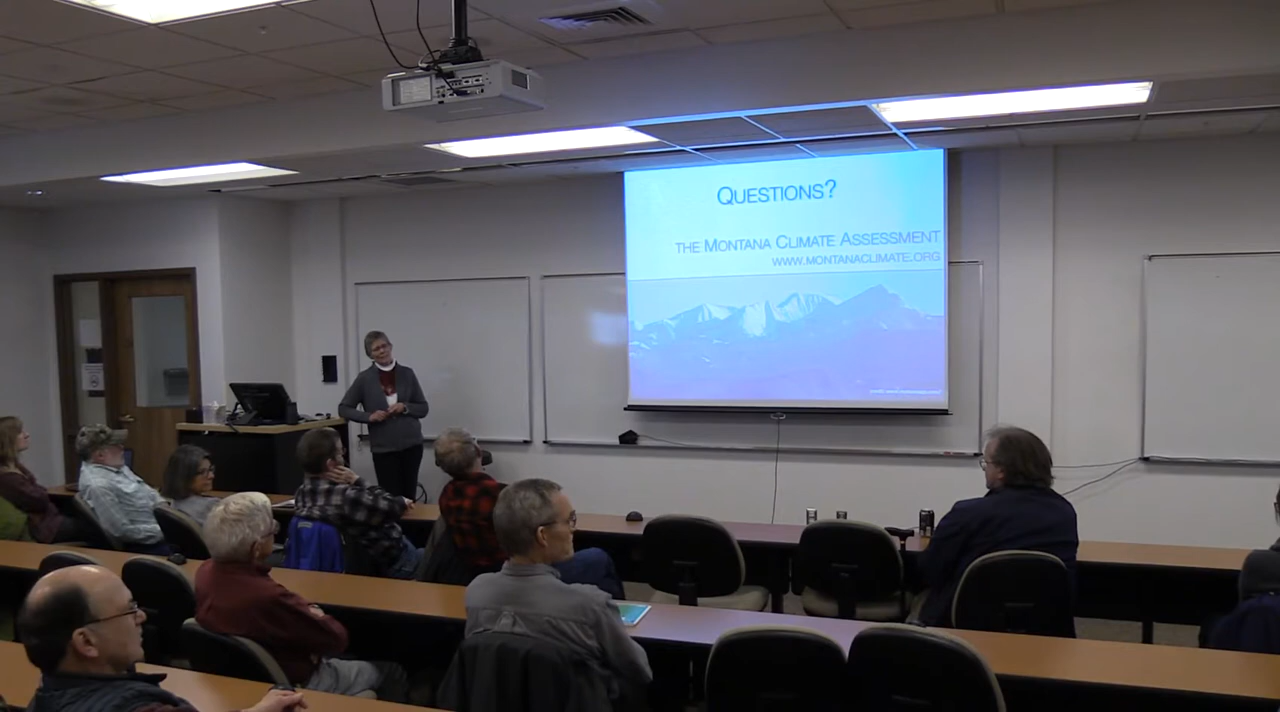 QUESTIONS?
THE MONTANA CLIMATE ASSESSMENT
WWW.MONTANACLIMATE.ORG